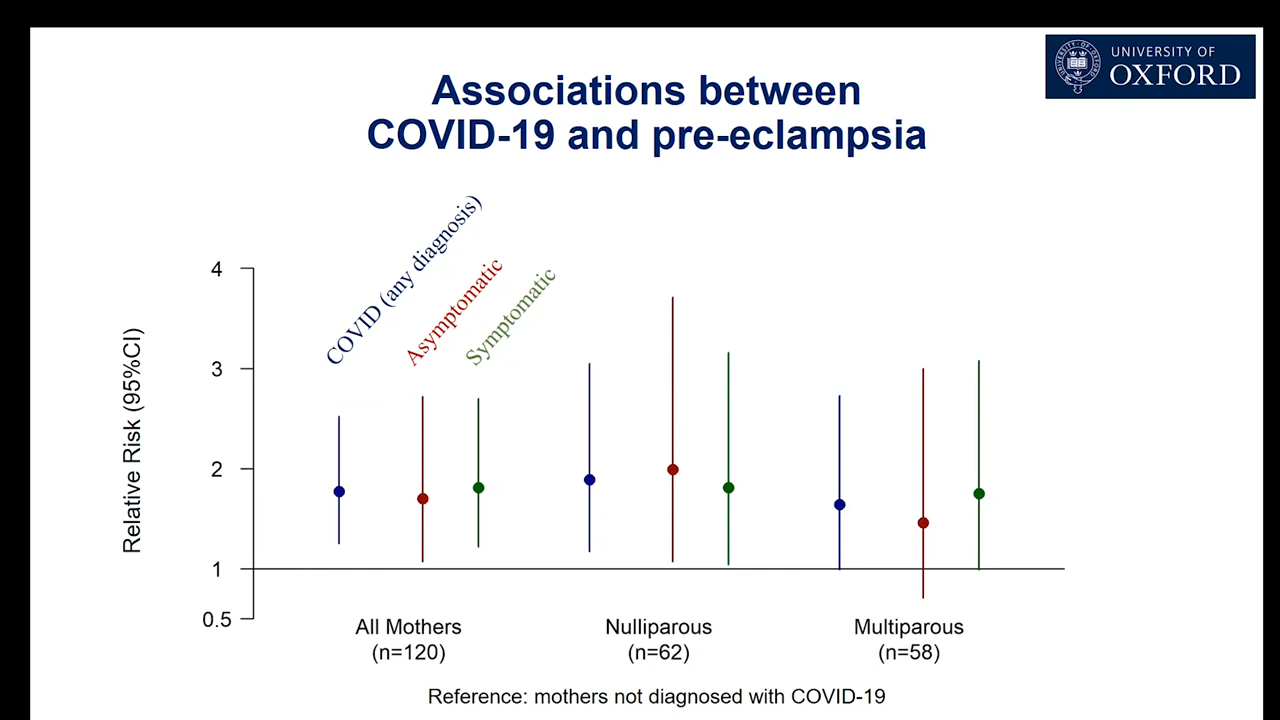 UNIVERSITY OF
OXFORD
Associations between
COVID-19 and pre-eclampsia
COVID (any diagnosis)
Asymptomatic
Symptomatic
Relative Risk (95%CI)
4
3
2
1
0.5
All Mothers
(n=120)
Nulliparous
(n=62)
Multiparous
(n=58)
Reference: mothers not diagnosed with COVID-19